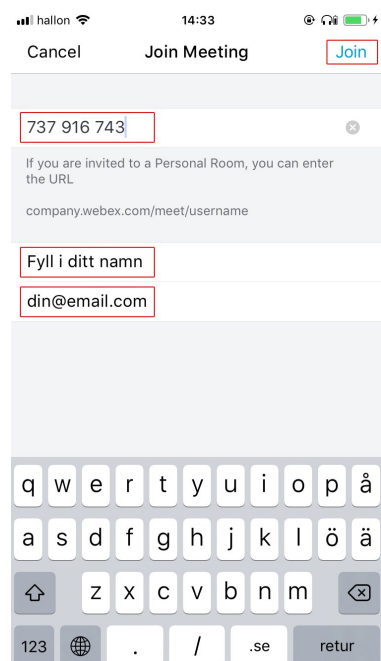 hallon 14:33
Cancel Join Meeting Join
737 916 743
If you are invited to a Personal Room, you can enter
the URL
company.webex.com/meet/username
Fyll i ditt namn
din@email.com
q w e r t y u i o p å
a s d f g h j k l ö ä
z x c v b n m
123 . / .se retur